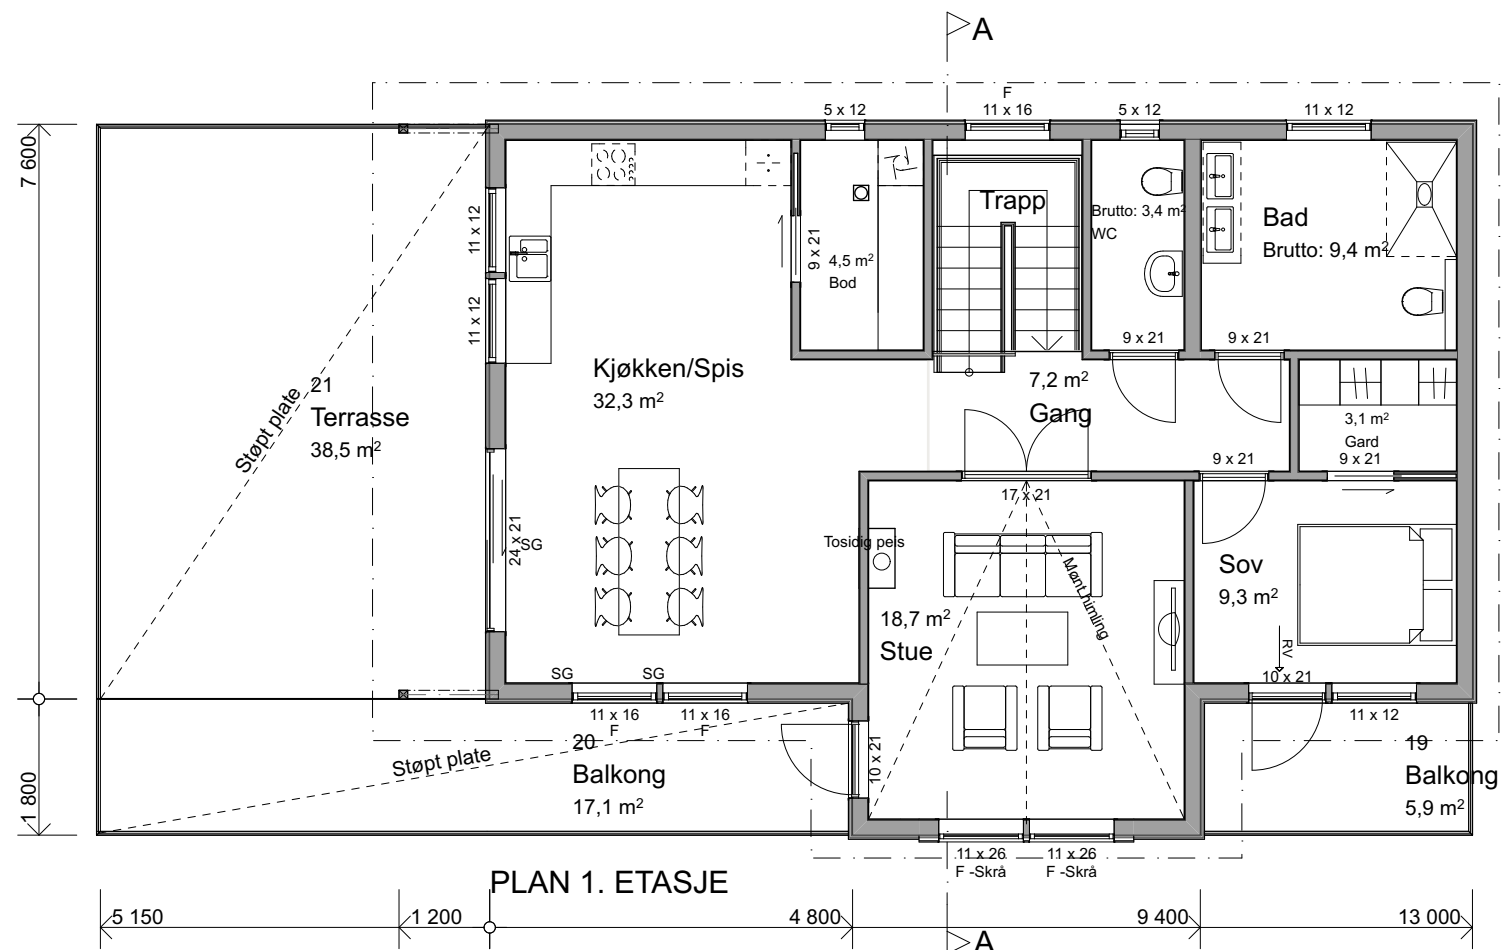 A
F
5 x 12
11 x 16
5 x 12
11 x 12
7 600
11 x 12
11 x 12
9 x 21
4,5 m²
Bod
Trapp
Brutto: 3,4 m²
WC
Bad
Brutto: 9,4 m²
9 x 21
9 x 21
Kjøkken/Spis
32,3 m²
7,2 m²
Gang
3,1 m²
Gard
9 x 21
9 x 21
21
Terrasse
38,5 m²
Støpt plate
17 x 21
24 x 21
SG
Tosidig peis
Mønt himling
Sov
9,3 m²
18,7 m²
Stue
RV
10 x 21
SG
SG
11 x 16
F
11 x 16
F
11 x 12
1 800
Støpt plate
20
Balkong
17,1 m²
10 x 21
19
Balkong
5,9 m²
11 x 26
F -Skrå
11 x 26
F -Skrå
PLAN 1. ETASJE
5 150
1 200
4 800
9 400
13 000
A